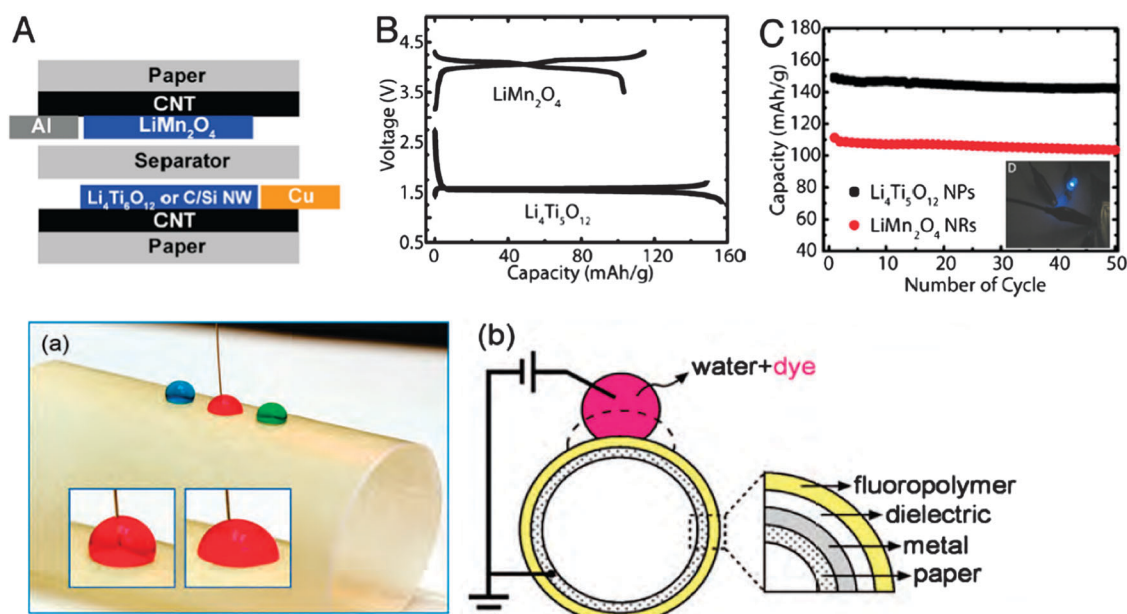 A
Paper
CNT
Al
LiMn₂O₄
Separator
Li₄Ti₆O₁₂ or C/Si NW
Cu
CNT
Paper
B
Voltage (V)
4.5
3.5
2.5
1.5
0.5
LiMn₂O₄
Li₄Ti₅O₁₂
0 40 80 120 160
Capacity (mAh/g)
C
Capacity (mAh/g)
180
160
140
120
100
80
60
40
D
Li₄Ti₅O₁₂ NPs
LiMn₂O₄ NRs
0 10 20 30 40 50
Number of Cycle
(a)
(b)
water+dye
fluoropolymer
dielectric
metal
paper